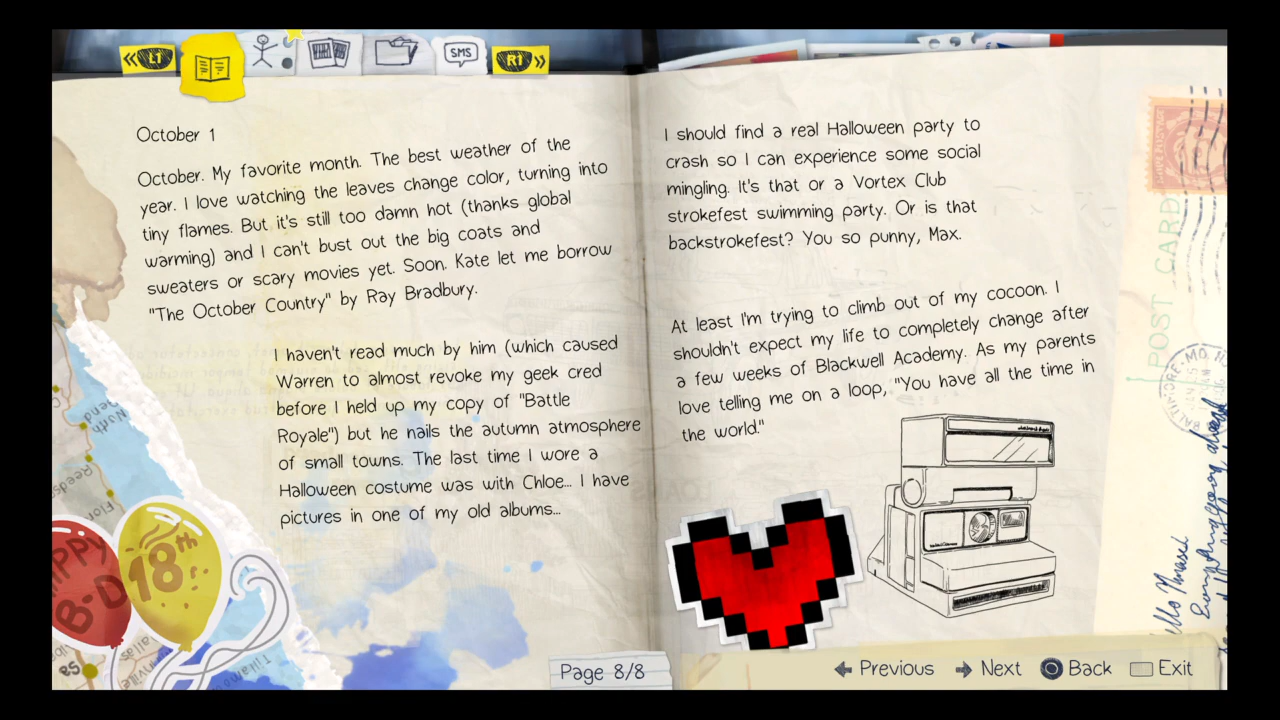 L1
SMS
R1
October 1
October. My favorite month. The best weather of the
year. I love watching the leaves change color, turning into
tiny flames. But it's still too damn hot (thanks global
warming) and I can't bust out the big coats and
sweaters or scary movies yet. Soon. Kate let me borrow
"The October Country" by Ray Bradbury.
I haven't read much by him (which caused
Warren to almost revoke my geek cred
before I held up my copy of "Battle
Royale") but he nails the autumn atmosphere
of small towns. The last time I wore a
Halloween costume was with Chloe... I have
pictures in one of my old albums...
I should find a real Halloween party to
crash so I can experience some social
mingling. It's that or a Vortex Club
strokefest swimming party. Or is that
backstrokefest? You so punny, Max.
At least I'm trying to climb out of my cocoon. I
shouldn't expect my life to completely change after
a few weeks of Blackwell Academy. As my parents
love telling me on a loop, "You have all the time in
the world."
18th
POST CARD
Page 8/8
Previous
Next
Back
Exit